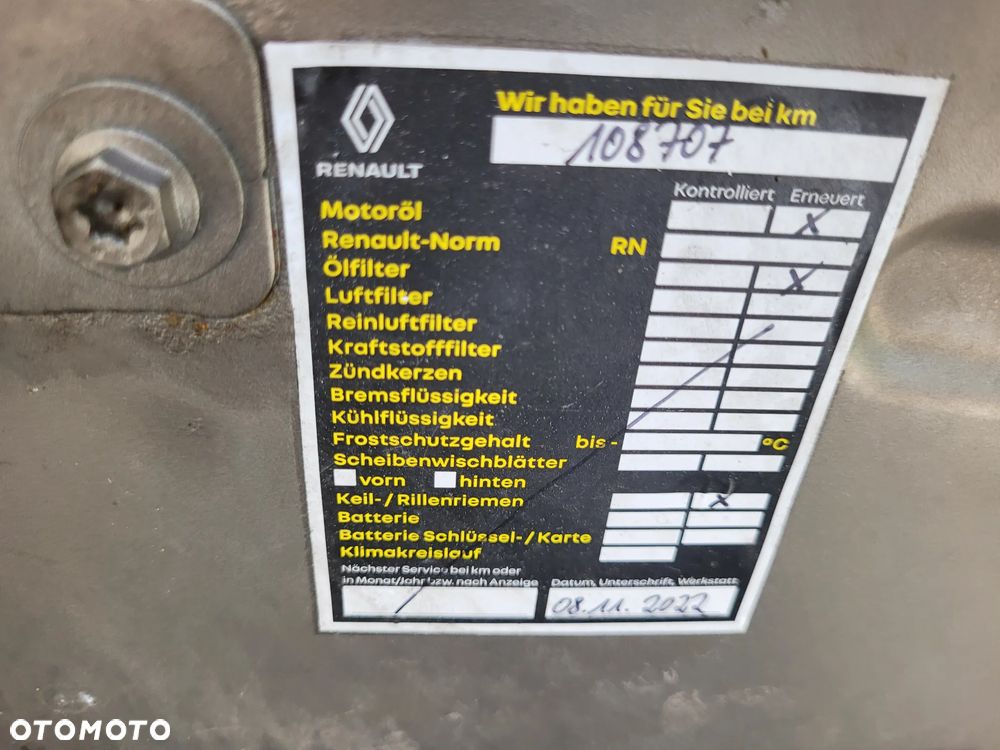 Wir haben für Sie bei km
RENAULT
108707
Kontrolliert Erneuert
Motoröl X
Renault-Norm RN
Ölfilter X
Luftfilter
Reinluftfilter
Kraftstofffilter
Zündkerzen
Bremsflüssigkeit
Kühlflüssigkeit
Frostschutzgehalt bis - °C
Scheibenwischblätter
vorn hinten
Keil-/Rillenriemen X
Batterie
Batterie Schlüssel-/Karte
Klimakreislauf
Nächster Service bei km oder
in Monat/Jahr bzw. nach Anzeige
Datum, Unterschrift, Werkstatt
08.11.2022
OTOMOTO